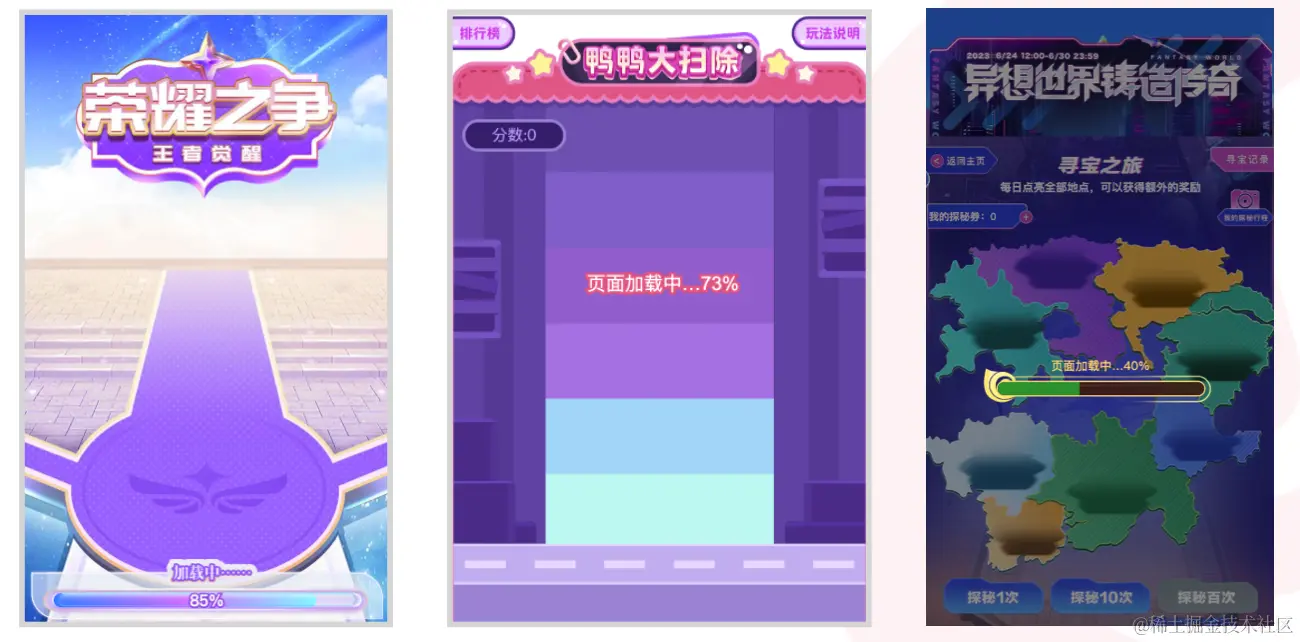 荣耀之争
王者觉醒
加载中······
85%
排行榜
玩法说明
鸭鸭大扫除
分数:0
页面加载中...73%
2023·6/24 12:00-6/30 23:59
FANTASY WORLD
异想世界铸造传奇
返回主页
寻宝之旅
寻宝记录
每日点亮全部地点，可以获得额外的奖励
我的探秘券：0
我的探秘行程
页面加载中...40%
探秘1次
探秘10次
探秘百次
@稀土掘金技术社区